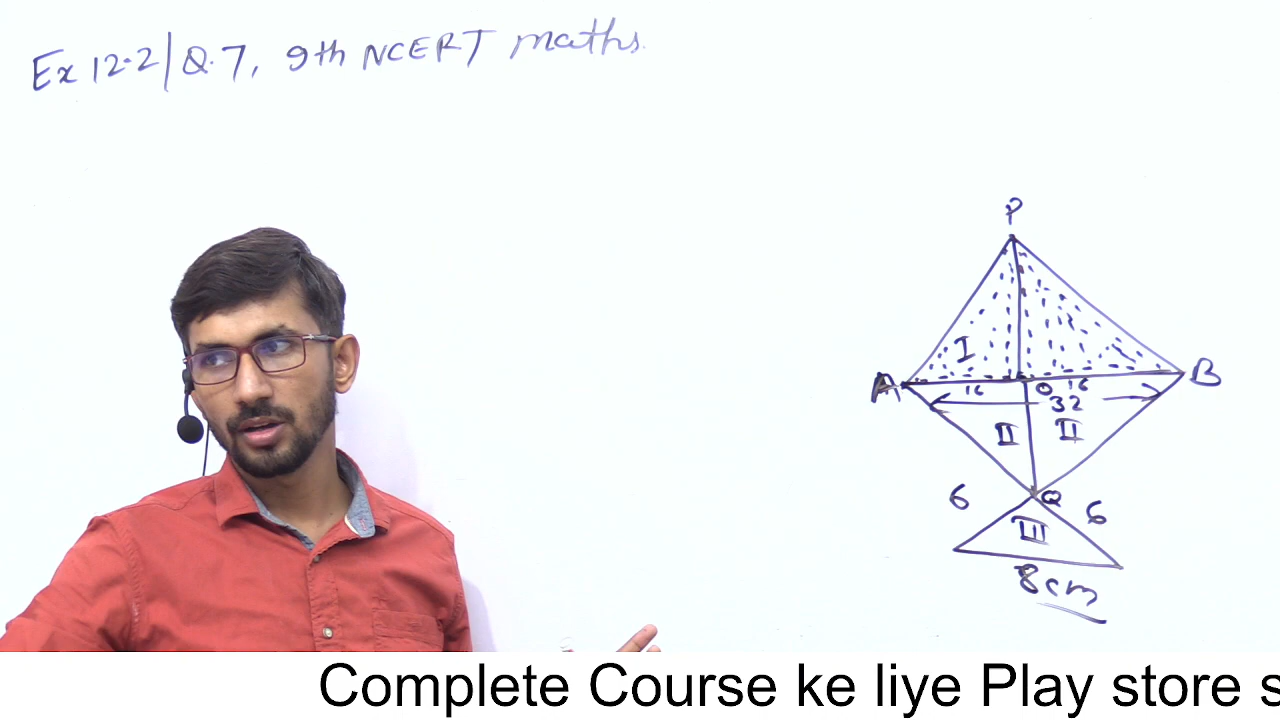 Ex 12.2 | Q.7, 9th NCERT maths.
P
I
A
B
16 O 16
32
II II
6 Q 6
III
8cm
Complete Course ke liye Play store s